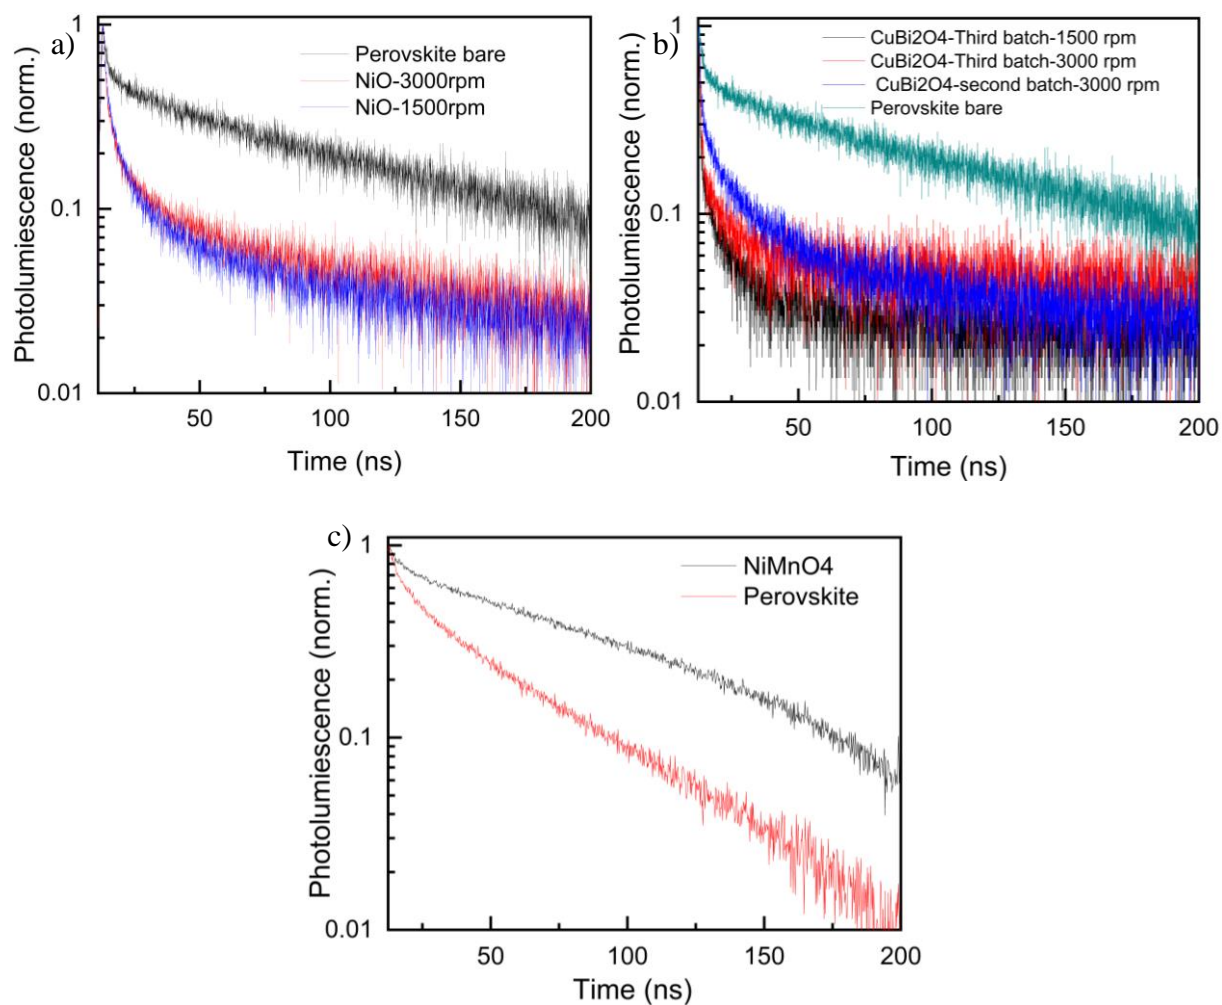 a)
1
0.1
0.01
Photolumiescence (norm.)
Perovskite bare
NiO-3000rpm
NiO-1500rpm
50
100
150
200
Time (ns)
b)
1
0.1
0.01
Photolumiescence (norm.)
CuBi2O4-Third batch-1500 rpm
CuBi2O4-Third batch-3000 rpm
CuBi2O4-second batch-3000 rpm
Perovskite bare
50
100
150
200
Time (ns)
c)
1
0.1
0.01
Photolumiescence (norm.)
NiMnO4
Perovskite
50
100
150
200
Time (ns)